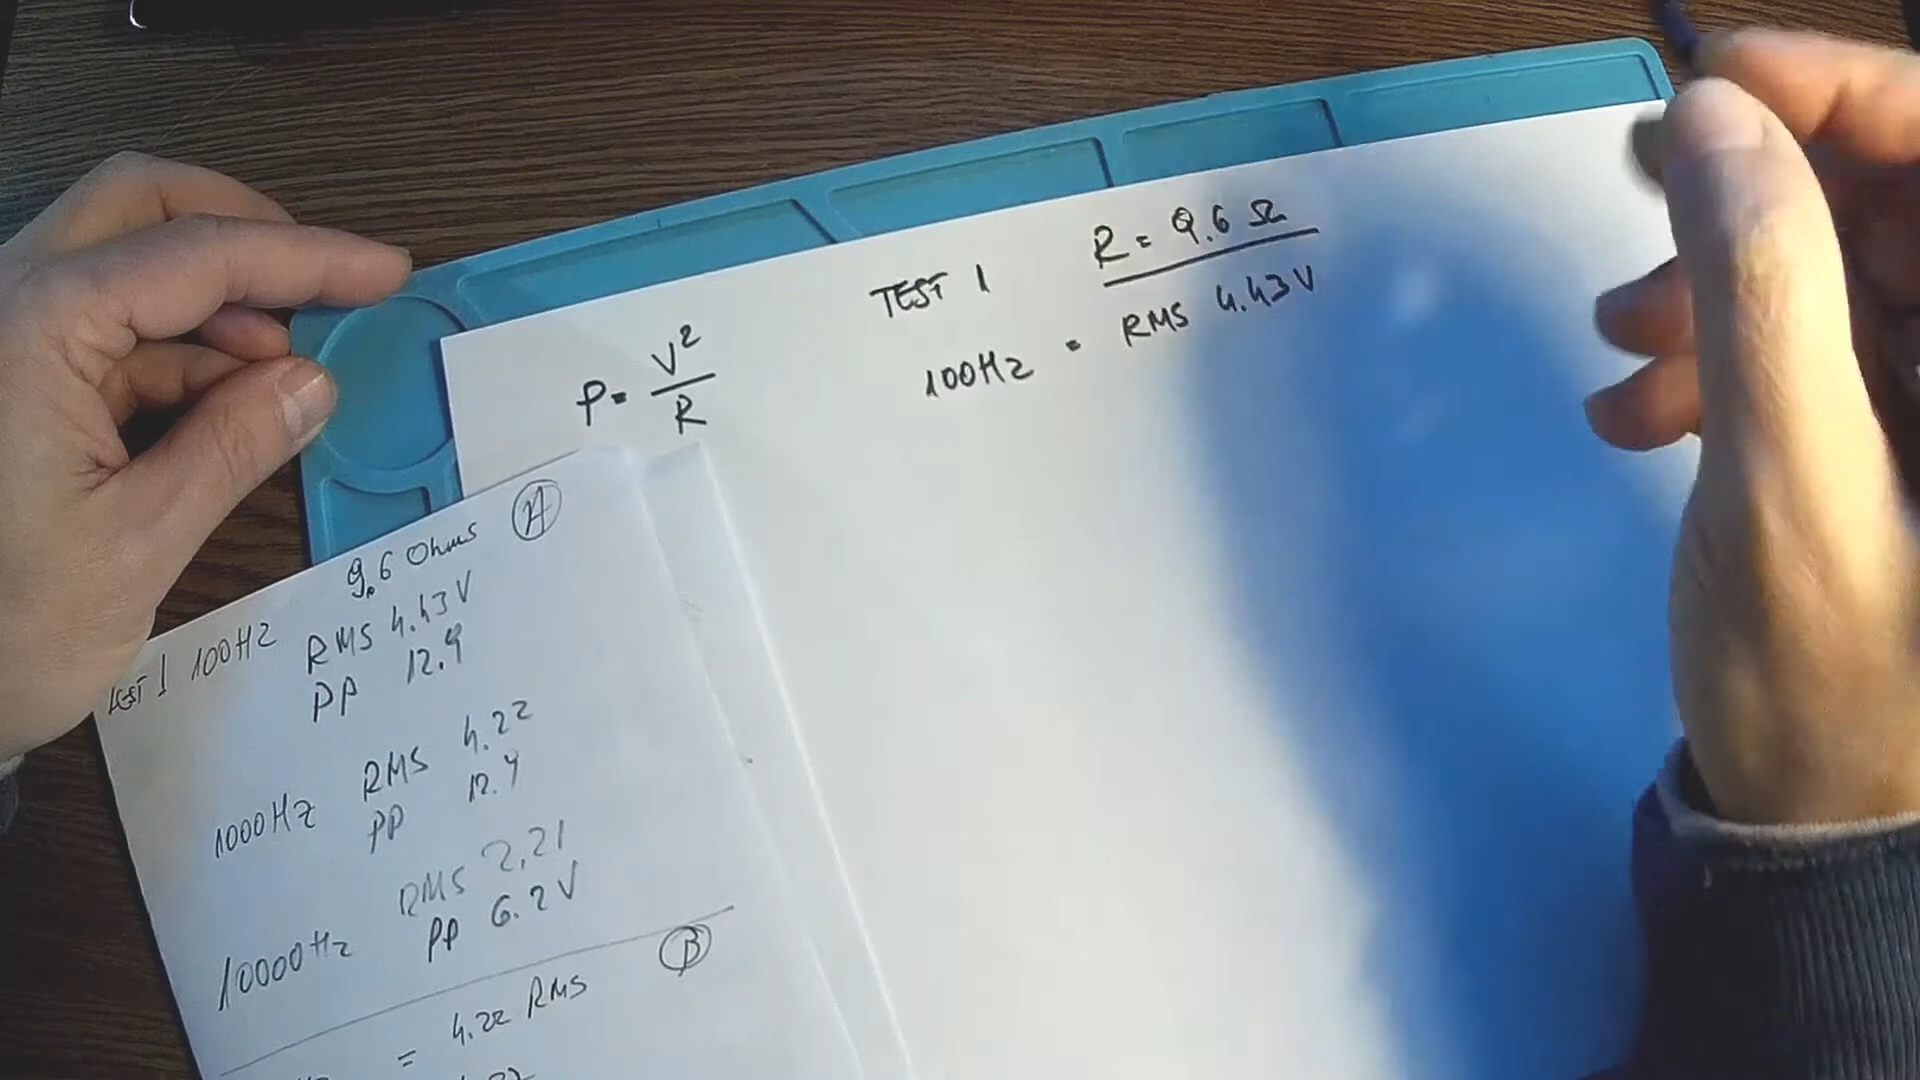 TEST 1 R = 9.6 Ω
100Hz = RMS 4.43V
P = V²/R
9.6 Ohms A
TEST 1 100HZ RMS 4.43V
PP 12.9
1000HZ RMS 4.22
PP 12.4
10000Hz RMS 2,21
PP 6.2V
B
= 4.22 RMS